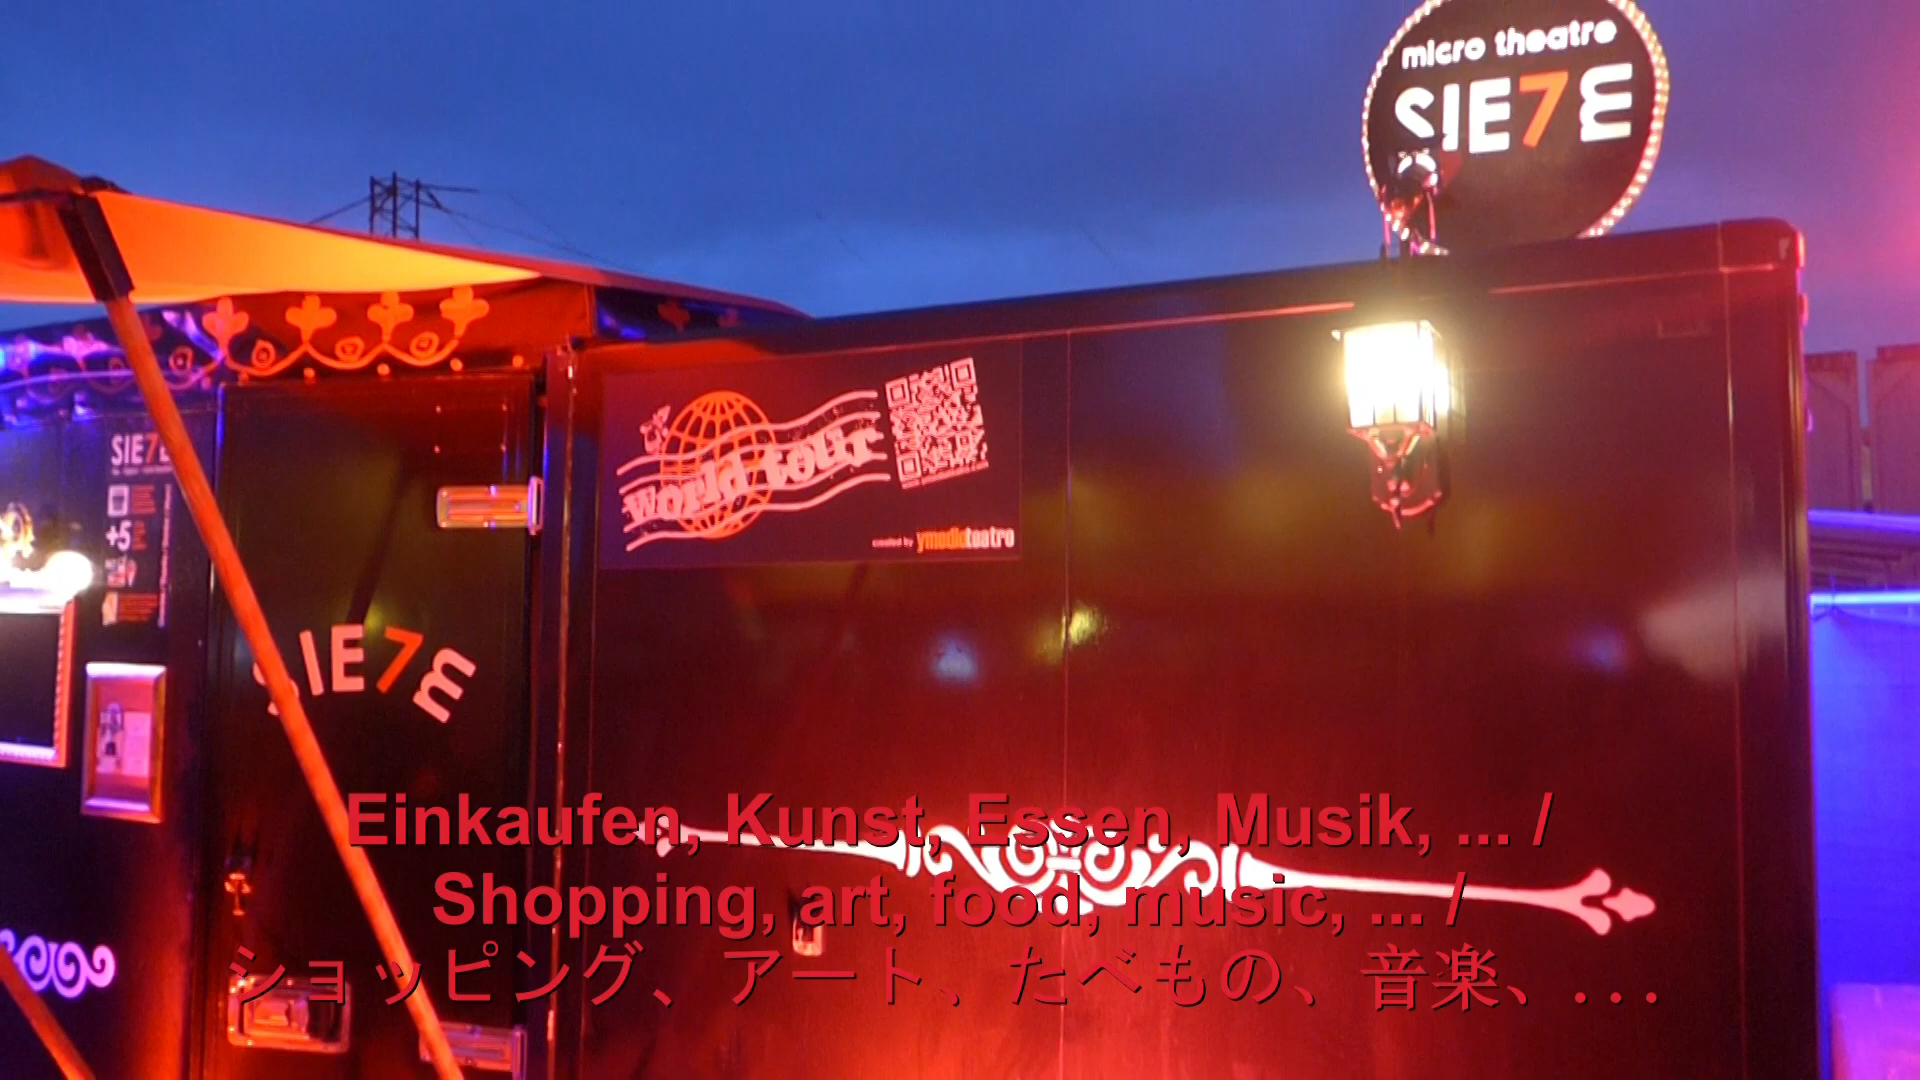 micro theatre
SIE7E
World tour
created by ymedioteatro
SIE7E
+5
SIE7E
Einkaufen, Kunst, Essen, Musik, ... /
Shopping, art, food, music, ... /
ショッピング、アート、たべもの、音楽、...